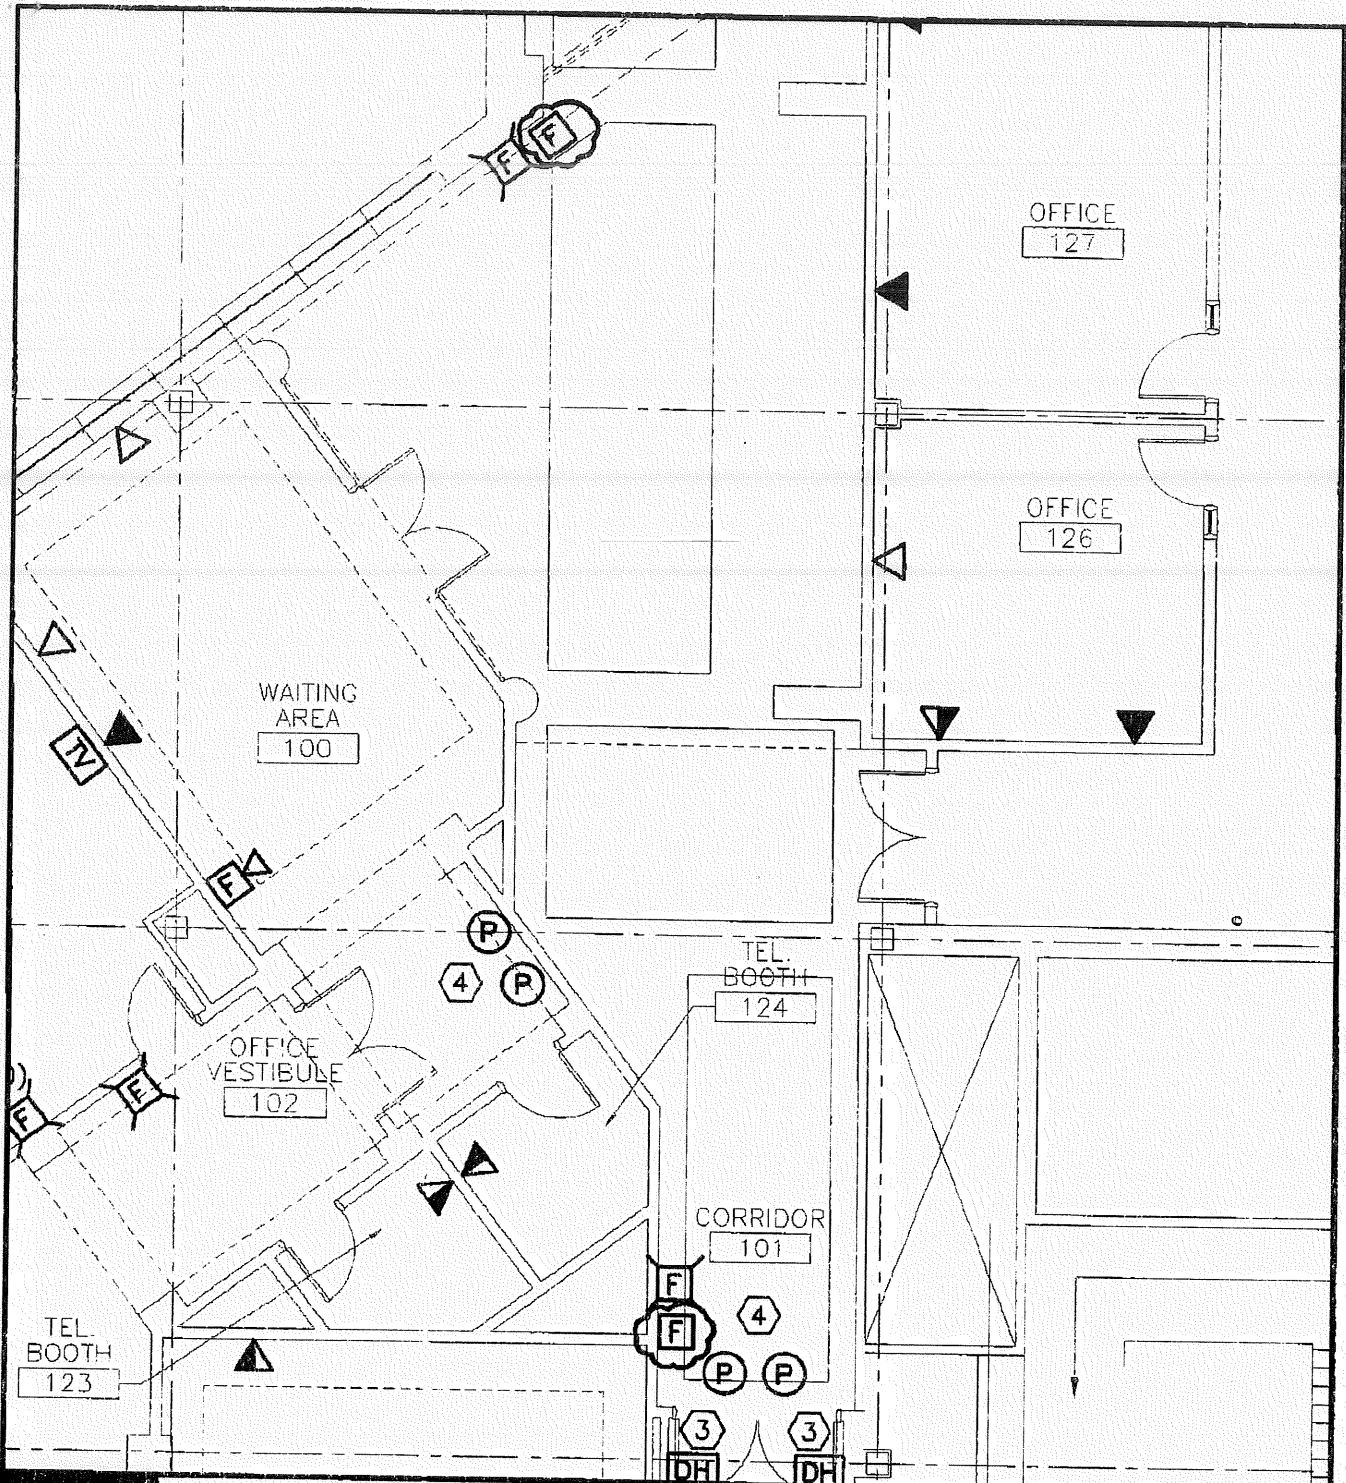 F
F
OFFICE
127
OFFICE
126
WAITING
AREA
100
TV
F
P
4
P
TEL.
BOOTH
124
OFFICE
VESTIBULE
102
F
F
CORRIDOR
101
F
4
F
TEL.
BOOTH
123
P
P
3
3
DH
DH